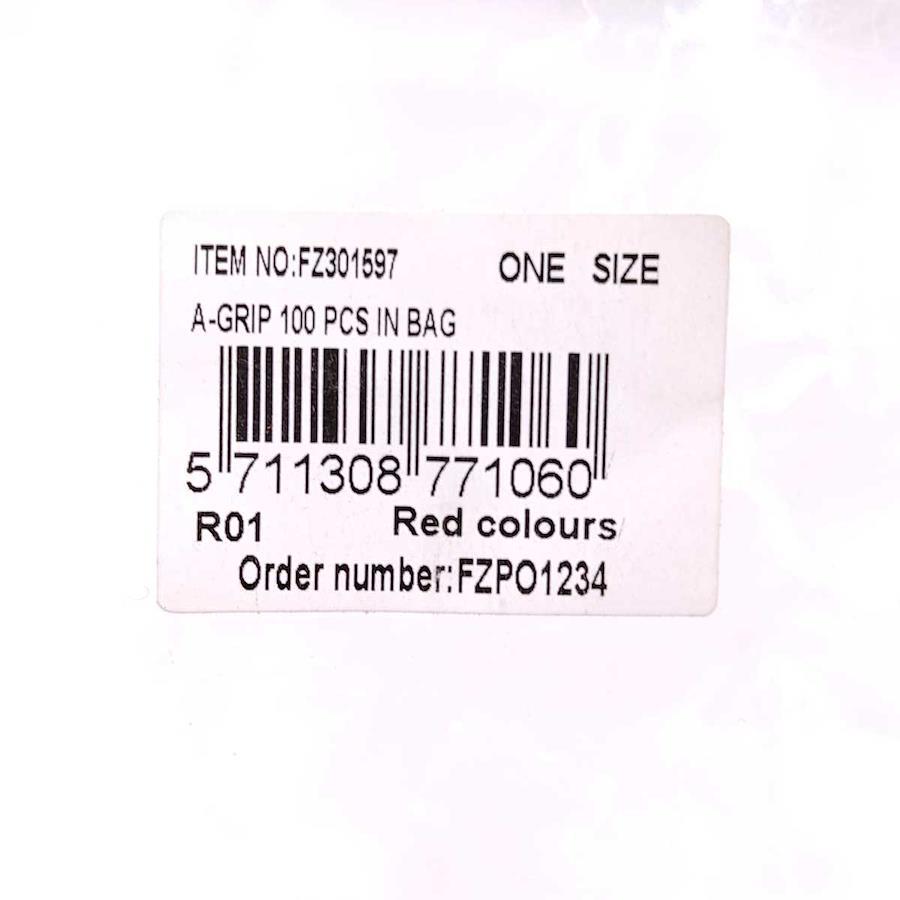 ITEM NO:FZ301597 ONE SIZE
A-GRIP 100 PCS IN BAG
5 711308 771060
R01 Red colours
Order number:FZPO1234